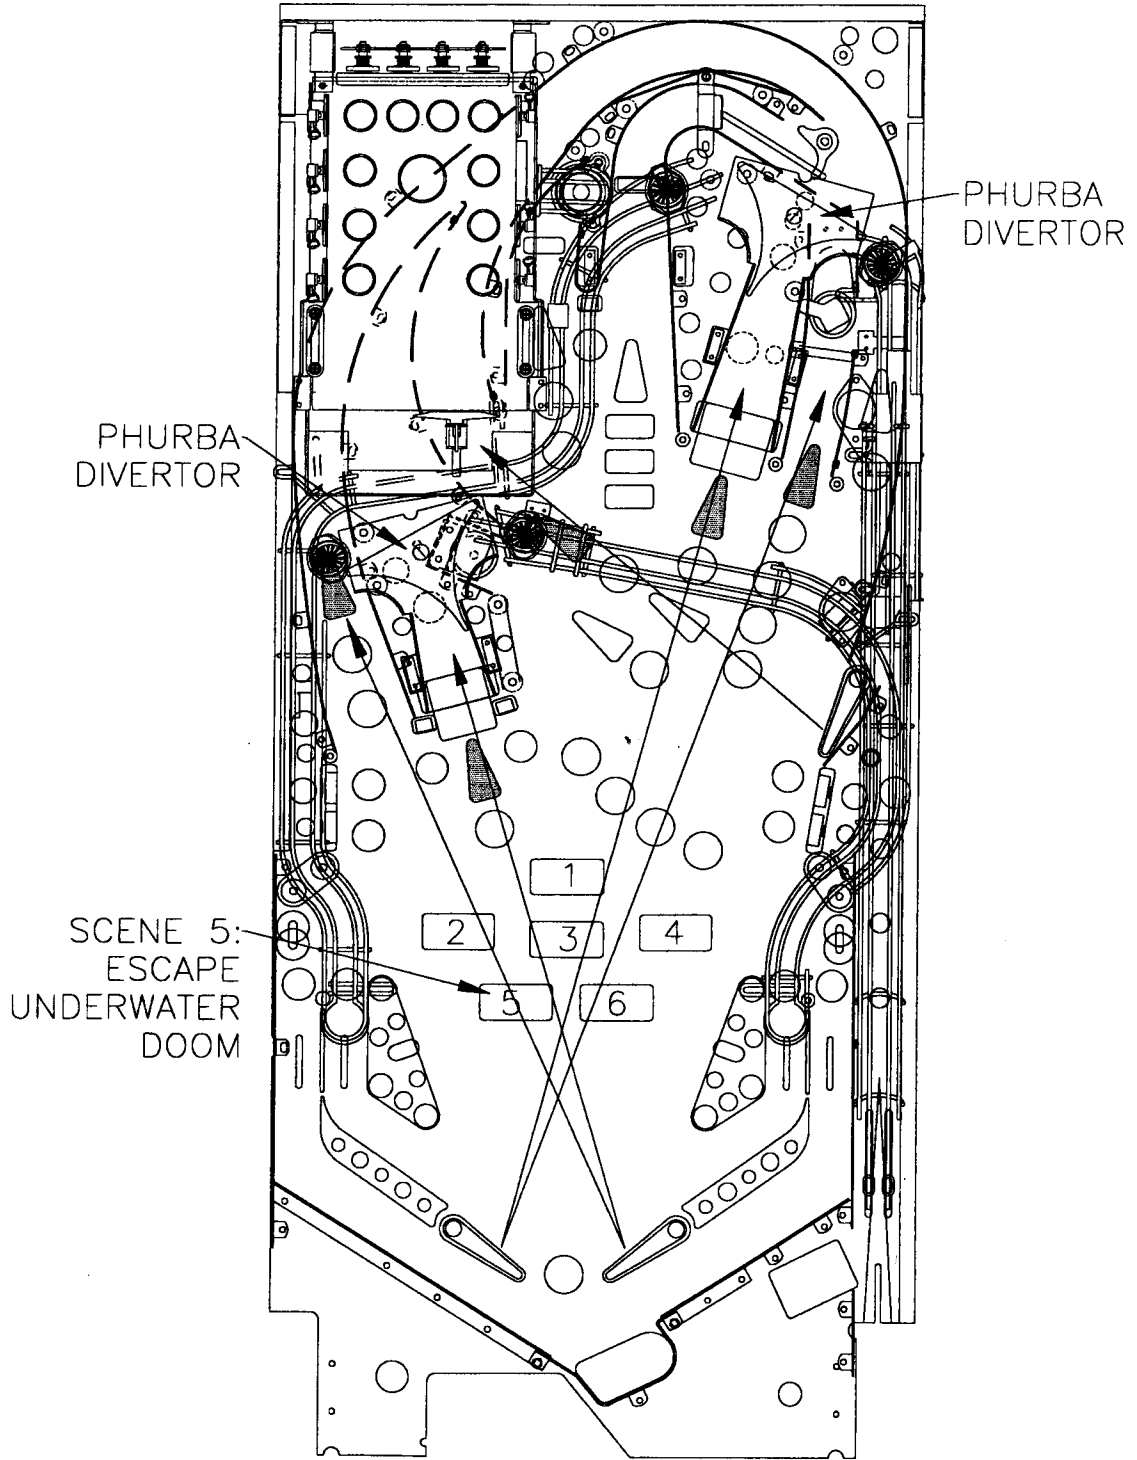 PHURBA
DIVERTOR
PHURBA
DIVERTOR
1
2
3
4
SCENE 5:
ESCAPE
UNDERWATER
DOOM
5
6